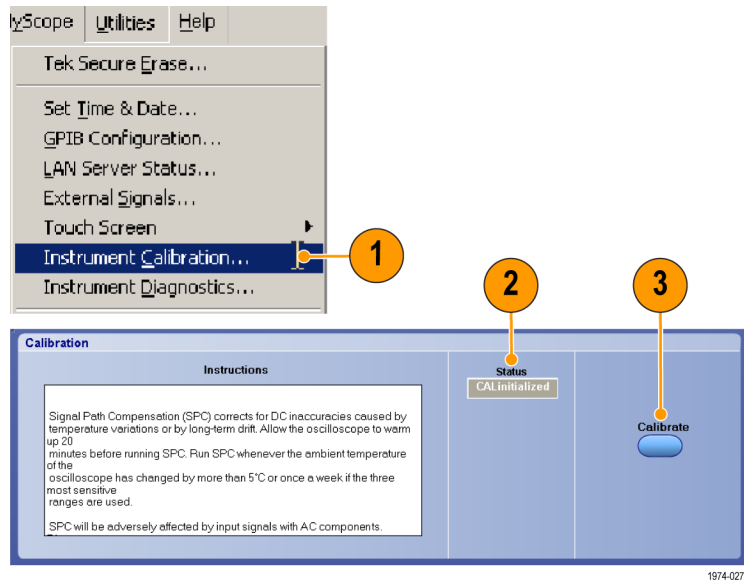 Utilities Help
Tek Secure Erase...
Set Time & Date...
GPIB Configuration...
LAN Server Status...
External Signals...
Touch Screen
Instrument Calibration...
1
Instrument Diagnostics...
2
3
Calibration
Instructions
Status
CALinitialized
Calibrate
Signal Path Compensation (SPC) corrects for DC inaccuracies caused by
temperature variations or by long-term drift. Allow the oscilloscope to warm
up 20
minutes before running SPC. Run SPC whenever the ambient temperature
of the
oscilloscope has changed by more than 5°C or once a week if the three
most sensitive
ranges are used.
SPC will be adversely affected by input signals with AC components.
1974-027